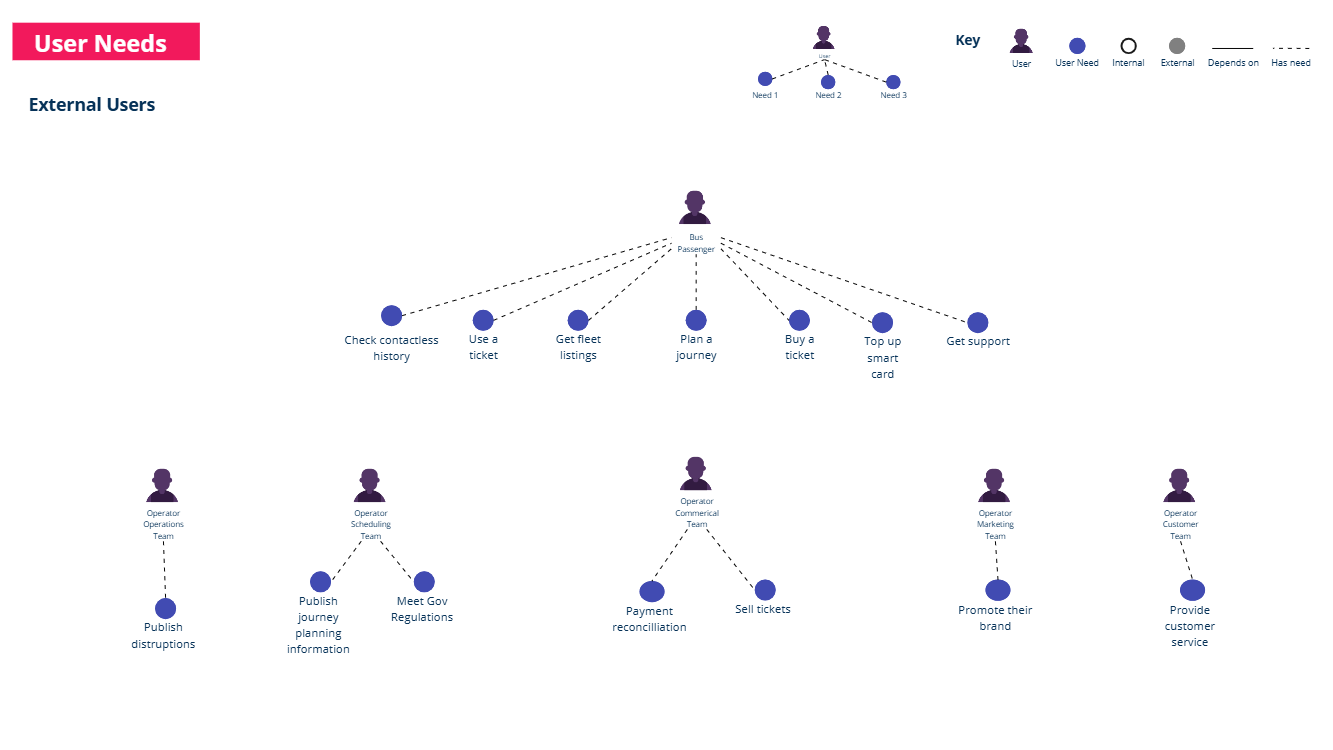 User Needs
External Users
User
Need 1
Need 2
Need 3
Key
User
User Need
Internal
External
Depends on
Has need
Bus
Passenger
Check contactless
history
Use a
ticket
Get fleet
listings
Plan a
journey
Buy a
ticket
Top up
smart
card
Get support
Operator
Operations
Team
Publish
distruptions
Operator
Scheduling
Team
Publish
journey
planning
information
Meet Gov
Regulations
Operator
Commerical
Team
Payment
reconcilliation
Sell tickets
Operator
Marketing
Team
Promote their
brand
Operator
Customer
Team
Provide
customer
service